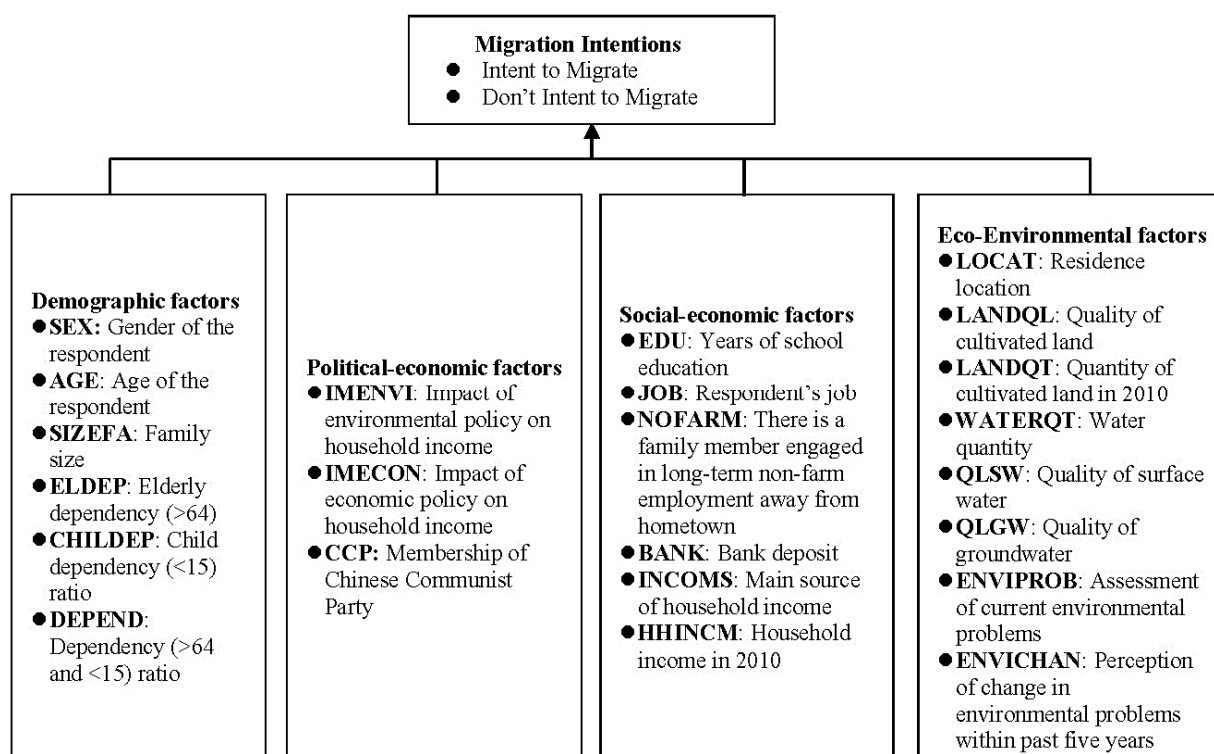 Migration Intentions
● Intent to Migrate
● Don't Intent to Migrate
Demographic factors
●SEX: Gender of the
respondent
●AGE: Age of the
respondent
●SIZEFA: Family
size
●ELDEP: Elderly
dependency (>64)
●CHILDEP: Child
dependency (<15)
ratio
●DEPEND:
Dependency (>64
and <15) ratio
Political-economic factors
●IMENVI: Impact of
environmental policy on
household income
●IMECON: Impact of
economic policy on
household income
●CCP: Membership of
Chinese Communist
Party
Social-economic factors
●EDU: Years of school
education
●JOB: Respondent's job
●NOFARM: There is a
family member engaged
in long-term non-farm
employment away from
hometown
●BANK: Bank deposit
●INCOMS: Main source
of household income
●HHINCM: Household
income in 2010
Eco-Environmental factors
●LOCAT: Residence
location
●LANDQL: Quality of
cultivated land
●LANDQT: Quantity of
cultivated land in 2010
●WATERQT: Water
quantity
●QLSW: Quality of surface
water
●QLGW: Quality of
groundwater
●ENVIPROB: Assessment
of current environmental
problems
●ENVICHAN: Perception
of change in
environmental problems
within past five years